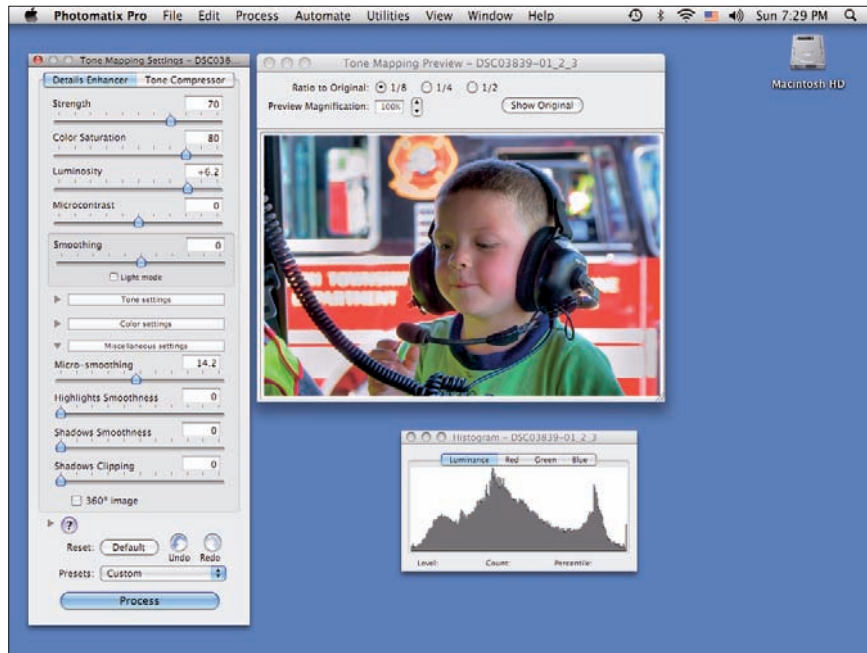 Photomatix Pro File Edit Process Automate Utilities View Window Help Sun 7:29 PM
Tone Mapping Settings – DSC038...
Details Enhancer Tone Compressor
Strength 70
Color Saturation 80
Luminosity +6.2
Microcontrast 0
Smoothing 0
Light mode
Tone settings
Color settings
Miscellaneous settings
Micro-smoothing 14.2
Highlights Smoothness 0
Shadows Smoothness 0
Shadows Clipping 0
360° image
?
Reset: Default Undo Redo
Presets: Custom
Process
Tone Mapping Preview – DSC03839-01_2_3
Ratio to Original: 1/8 1/4 1/2
Preview Magnification: 100% Show Original
TOWNSHIP
DEPARTMENT
Histogram – DSC03839-01_2_3
Luminance Red Green Blue
Level: Count: Percentile:
Macintosh HD